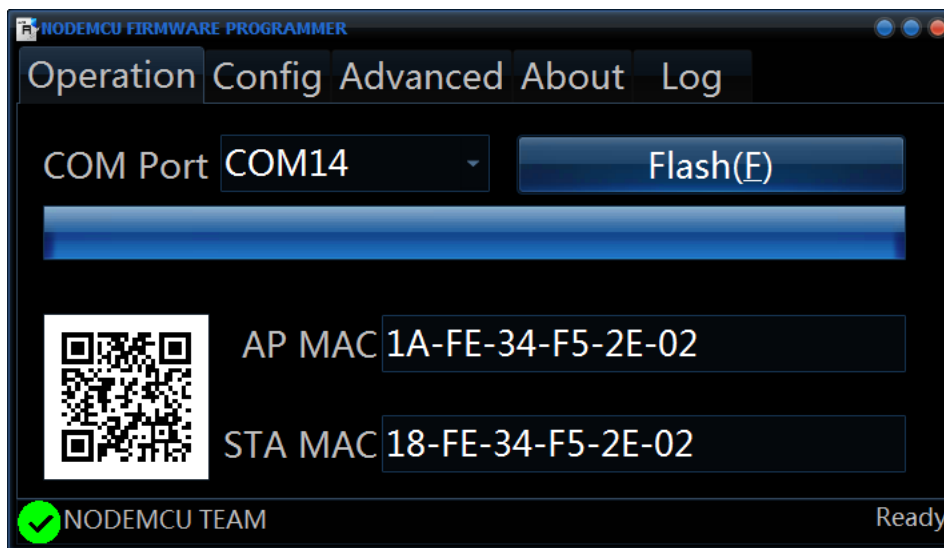 NODEMCU FIRMWARE PROGRAMMER
Operation Config Advanced About Log
COM Port COM14 Flash(F)
AP MAC 1A-FE-34-F5-2E-02
STA MAC 18-FE-34-F5-2E-02
NODEMCU TEAM Ready